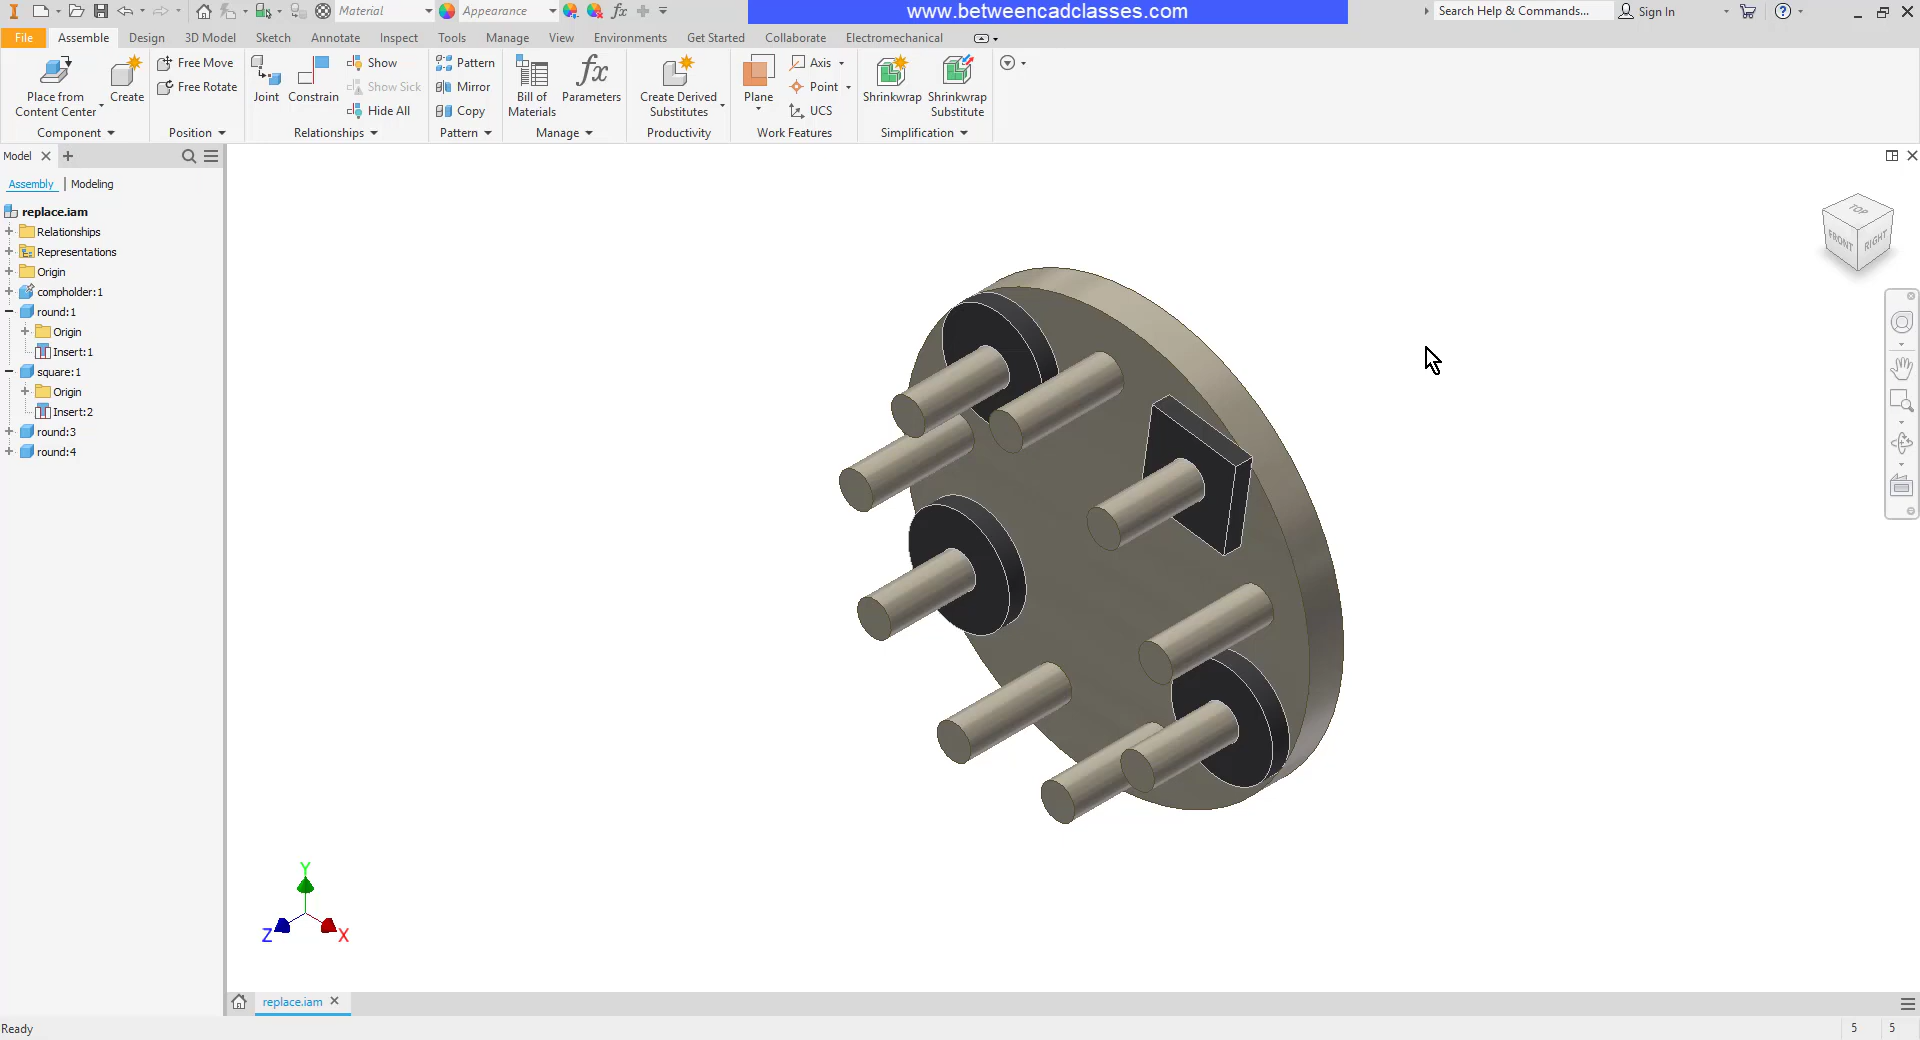 Material
Appearance
www.betweencadclasses.com
Search Help & Commands...
Sign In
File
Assemble
Design
3D Model
Sketch
Annotate
Inspect
Tools
Manage
View
Environments
Get Started
Collaborate
Electromechanical
Place from
Content Center
Create
Free Move
Free Rotate
Joint
Constrain
Show
Show Sick
Hide All
Pattern
Mirror
Copy
Bill of
Materials
fx
Parameters
Create Derived
Substitutes
Plane
Axis
Point
UCS
Shrinkwrap
Shrinkwrap
Substitute
Component
Position
Relationships
Pattern
Manage
Productivity
Work Features
Simplification
Model
Assembly | Modeling
replace.iam
Relationships
Representations
Origin
compholder:1
round:1
Origin
Insert:1
square:1
Origin
Insert:2
round:3
round:4
TOP
FRONT
RIGHT
Y
Z
X
replace.iam
Ready
5 5